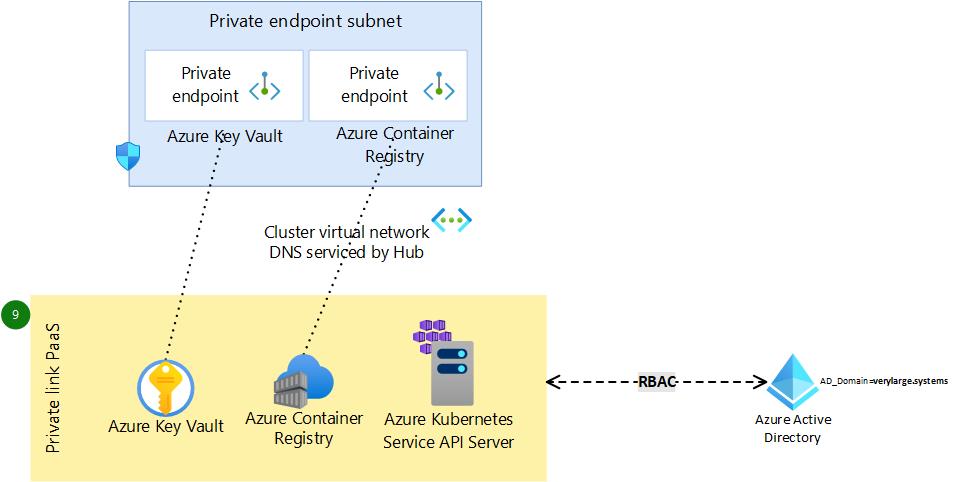 Private endpoint subnet
Private
endpoint
Private
endpoint
Azure Key Vault
Azure Container
Registry
Cluster virtual network
DNS serviced by Hub
9
Private link PaaS
Azure Key Vault
Azure Container
Registry
Azure Kubernetes
Service API Server
RBAC
AD_Domain=verylarge.systems
Azure Active
Directory